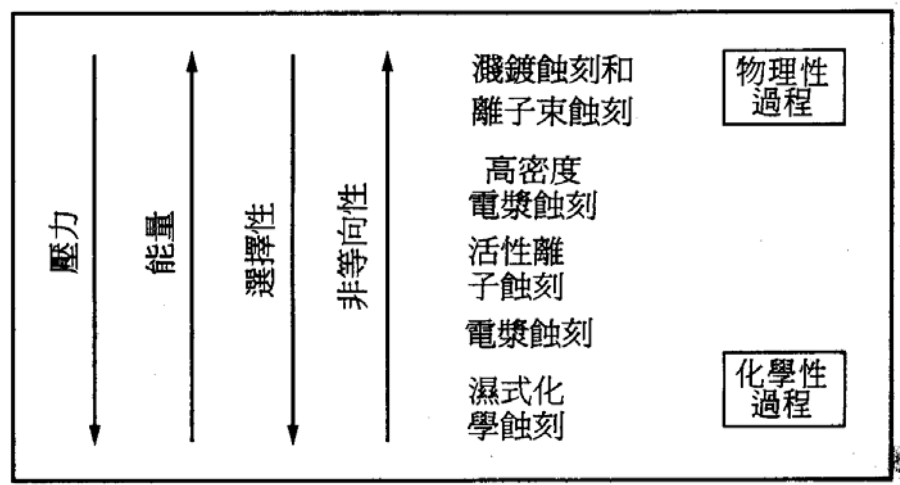 壓力
能量
選擇性
非等向性
濺鍍蝕刻和
離子束蝕刻
高密度
電漿蝕刻
活性離
子蝕刻
電漿蝕刻
濕式化
學蝕刻
物理性
過程
化學性
過程